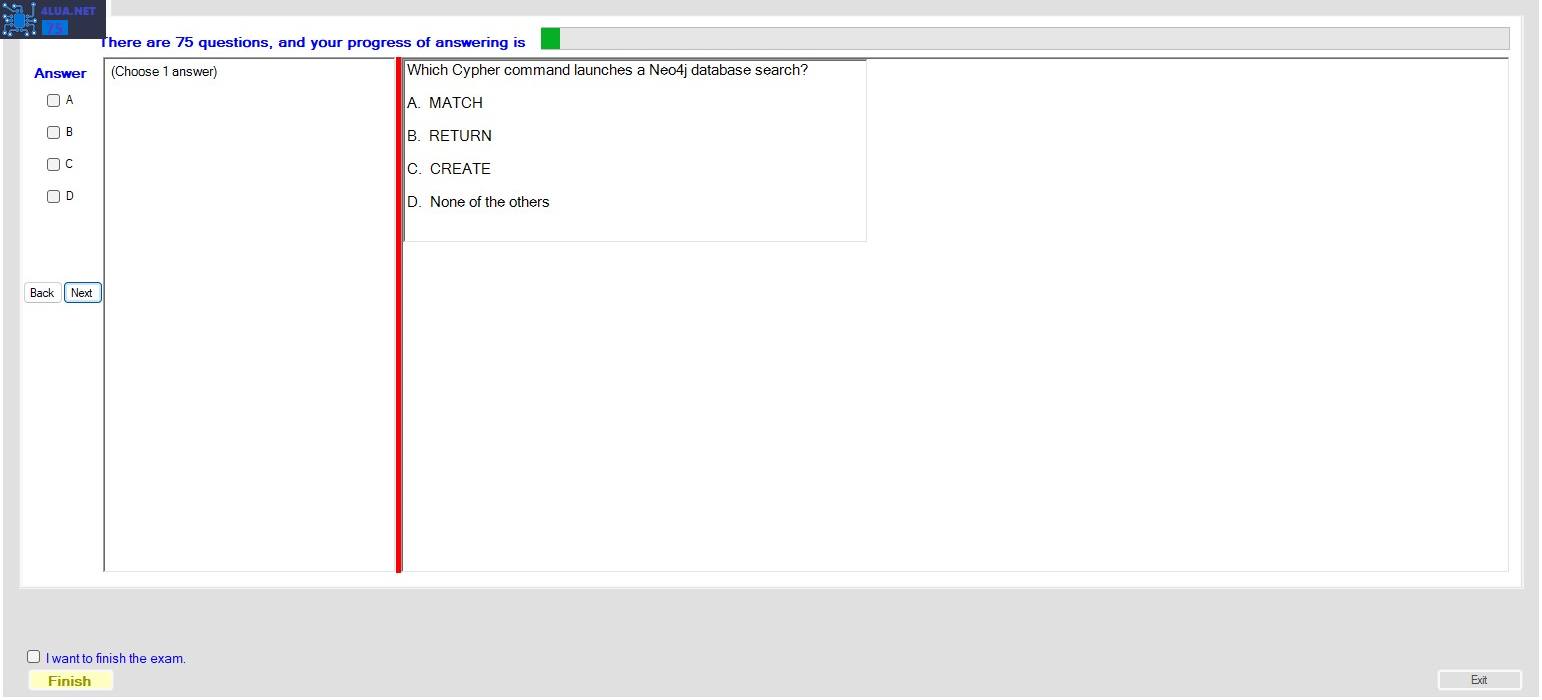 4LUA.NET
75
There are 75 questions, and your progress of answering is
Answer
(Choose 1 answer)
A
B
C
D
Back Next
Which Cypher command launches a Neo4j database search?
A. MATCH
B. RETURN
C. CREATE
D. None of the others
I want to finish the exam.
Finish
Exit